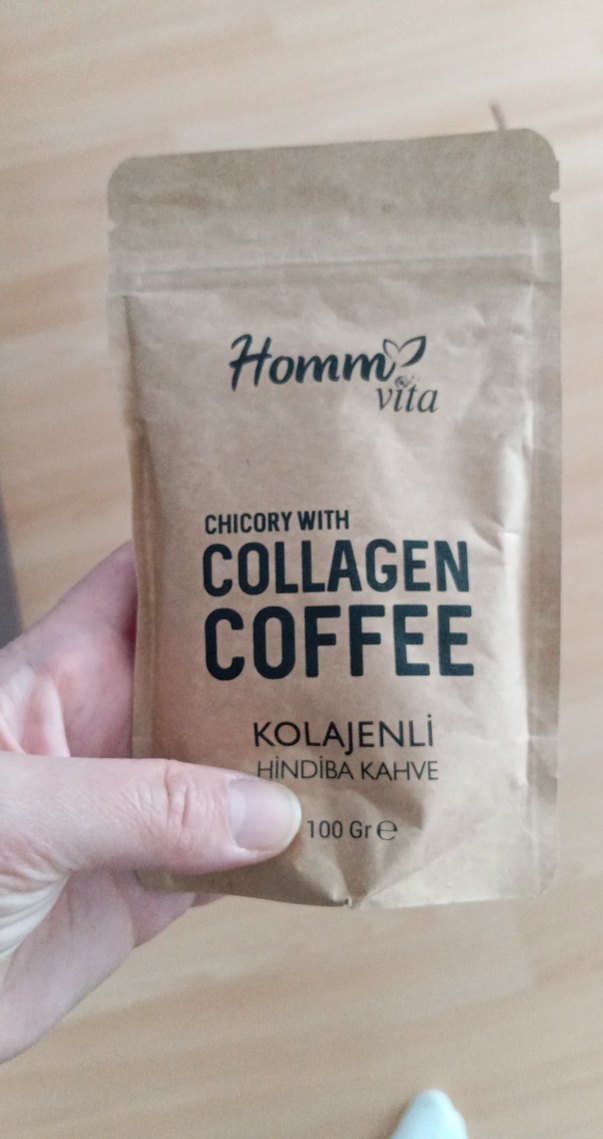 Homm
vita
CHICORY WITH
COLLAGEN
COFFEE
KOLAJENLİ
HİNDİBA KAHVE
100 Gr ℮